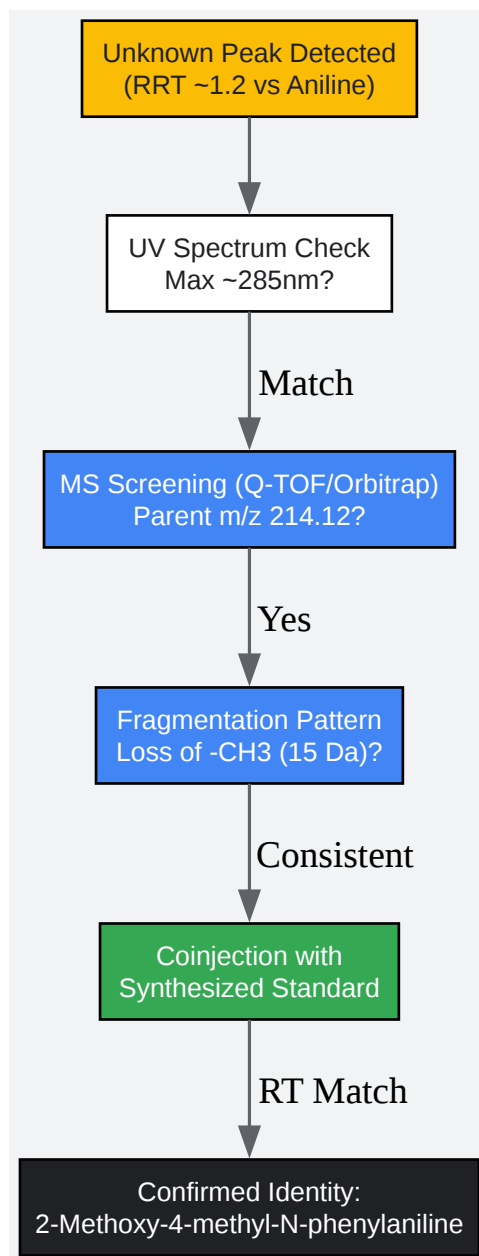 Unknown Peak Detected
(RRT ~1.2 vs Aniline)
UV Spectrum Check
Max ~285nm?
Match
MS Screening (Q-TOF/Orbitrap)
Parent m/z 214.12?
Yes
Fragmentation Pattern
Loss of -CH3 (15 Da)?
Consistent
Coinjection with
Synthesized Standard
RT Match
Confirmed Identity:
2-Methoxy-4-methyl-N-phenylaniline